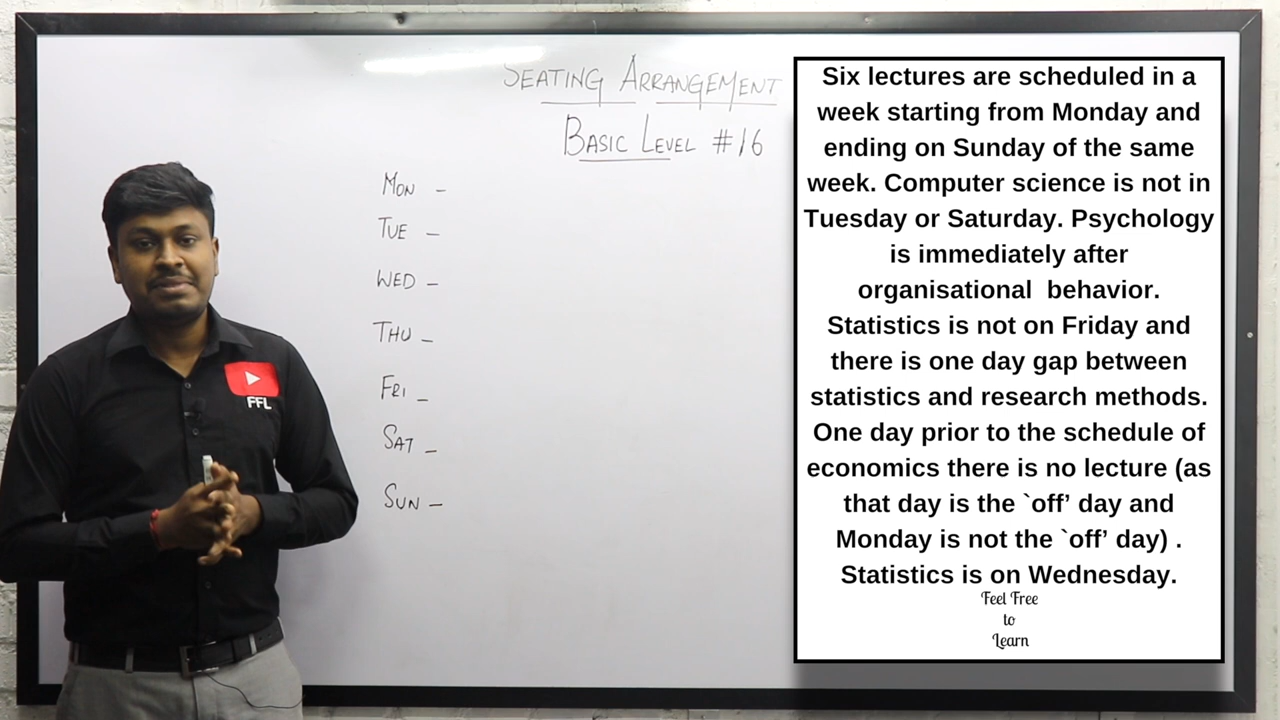 SEATING ARRANGEMENT
BASIC LEVEL #16
MON -
TUE -
WED -
THU -
FRI -
SAT -
SUN -
FFL
Six lectures are scheduled in a
week starting from Monday and
ending on Sunday of the same
week. Computer science is not in
Tuesday or Saturday. Psychology
is immediately after
organisational behavior.
Statistics is not on Friday and
there is one day gap between
statistics and research methods.
One day prior to the schedule of
economics there is no lecture (as
that day is the `off’ day and
Monday is not the `off’ day) .
Statistics is on Wednesday.
Feel Free
to
Learn